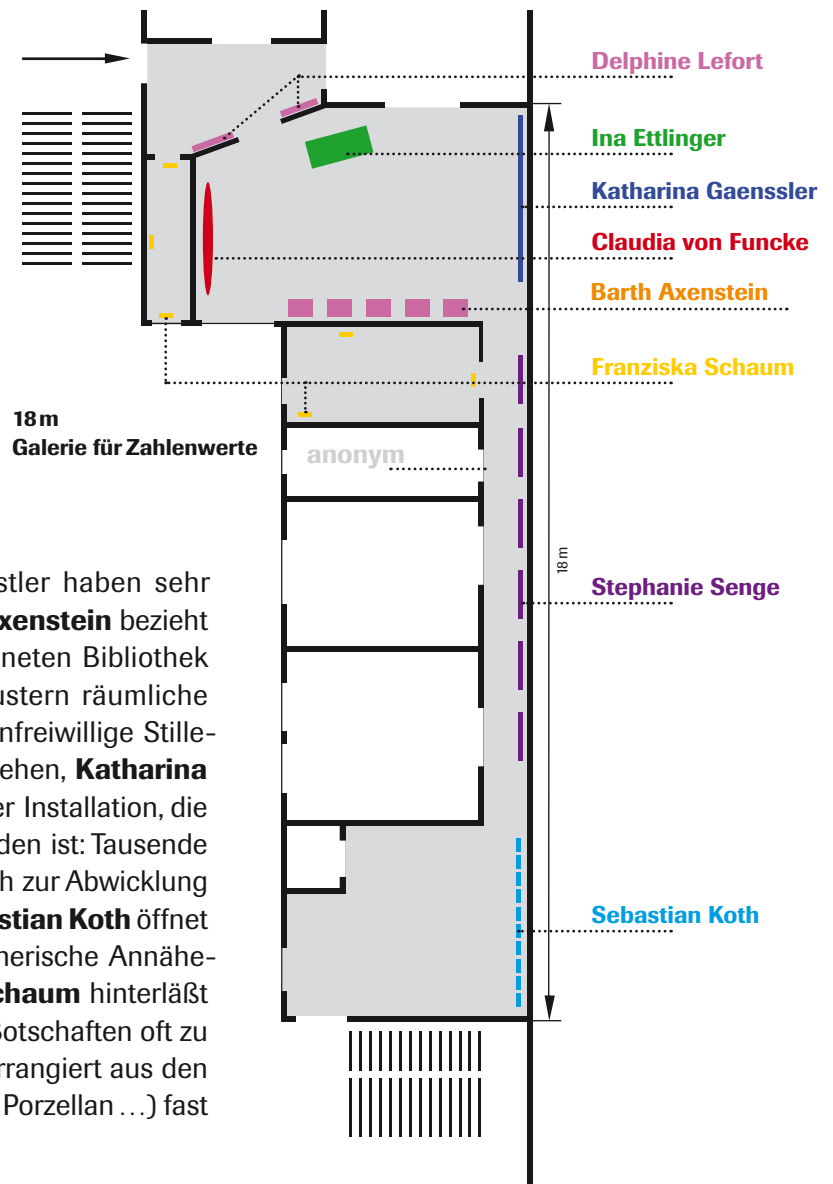 Delphine Lefort
Ina Ettlinger
Katharina Gaenssler
Claudia von Funcke
Barth Axenstein
Franziska Schaum
18 m
Galerie für Zahlenwerte
anonym
18 m
Stephanie Senge
Sebastian Koth
stler haben sehr
xenstein bezieht
neten Bibliothek
ustern räumliche
nfreiwillige Stille-
ehen, Katharina
er Installation, die
den ist: Tausende
h zur Abwicklung
stian Koth öffnet
nerische Annähe-
chaum hinterläßt
Botschaften oft zu
rrangiert aus den
Porzellan …) fast